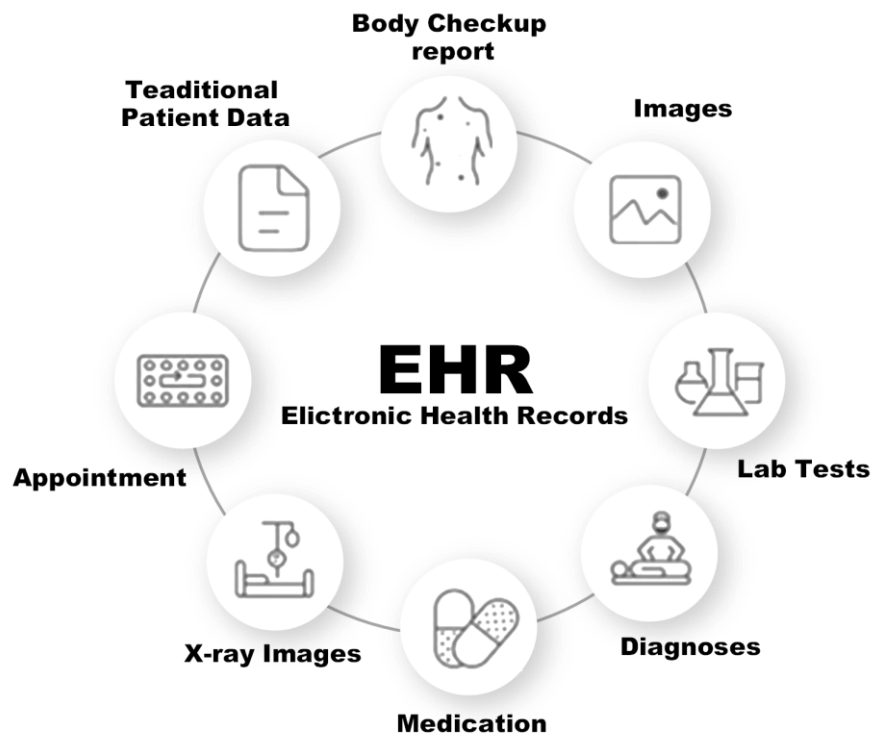 Body Checkup
report
Teaditional
Patient Data
Images
EHR
Elictronic Health Records
Appointment
Lab Tests
X-ray Images
Diagnoses
Medication